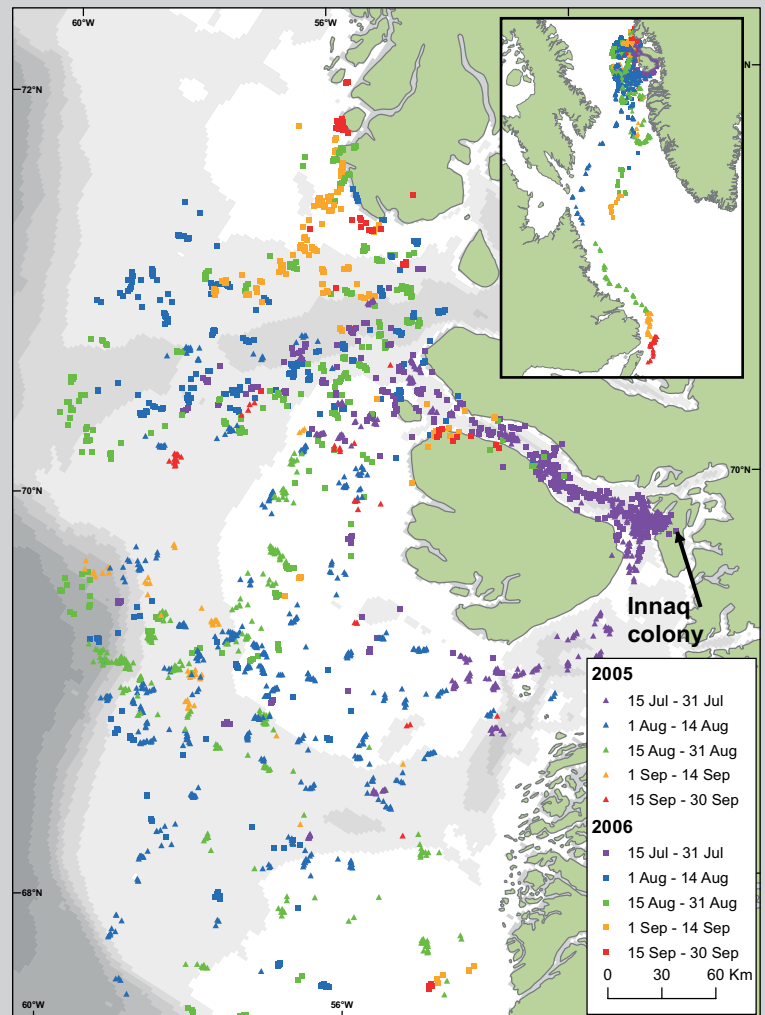 60°W 56°W
72°N
N
70°N
70°N
Innaq
colony
2005
15 Jul - 31 Jul
1 Aug - 14 Aug
15 Aug - 31 Aug
1 Sep - 14 Sep
15 Sep - 30 Sep
2006
15 Jul - 31 Jul
1 Aug - 14 Aug
15 Aug - 31 Aug
1 Sep - 14 Sep
15 Sep - 30 Sep
68°N
0 30 60 Km
60°W 56°W